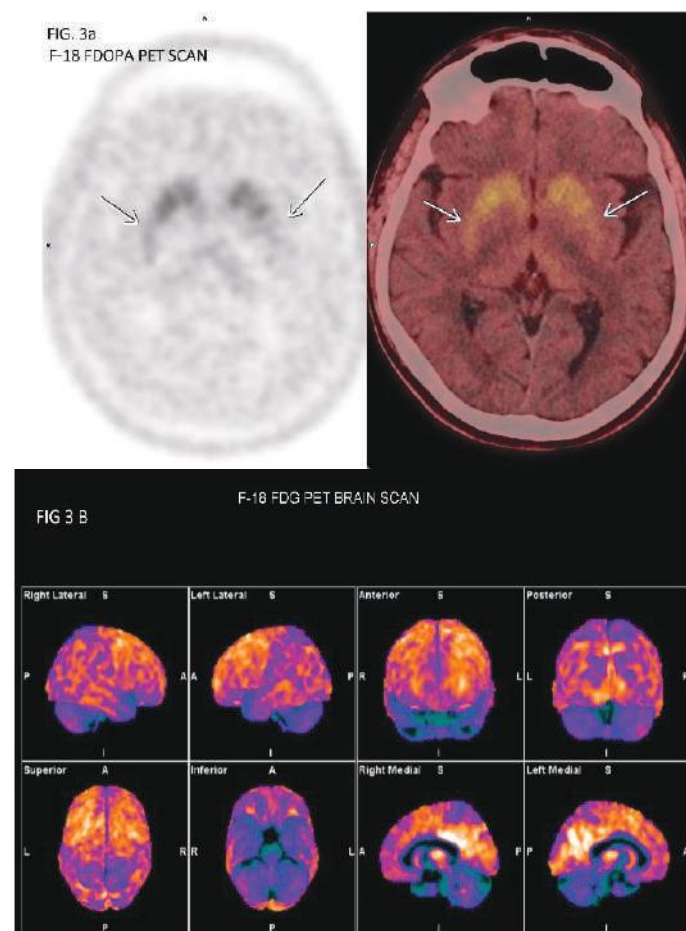 FIG. 3a
F-18 FDOPA PET SCAN
F-18 FDG PET BRAIN SCAN
FIG 3 B
Right Lateral S
P A
I
Left Lateral S
A P
I
Anterior S
R L
I
Posterior S
L R
I
Superior A
L R
P
Inferior A
R L
P
Right Medial S
A P
I
Left Medial S
P A
I